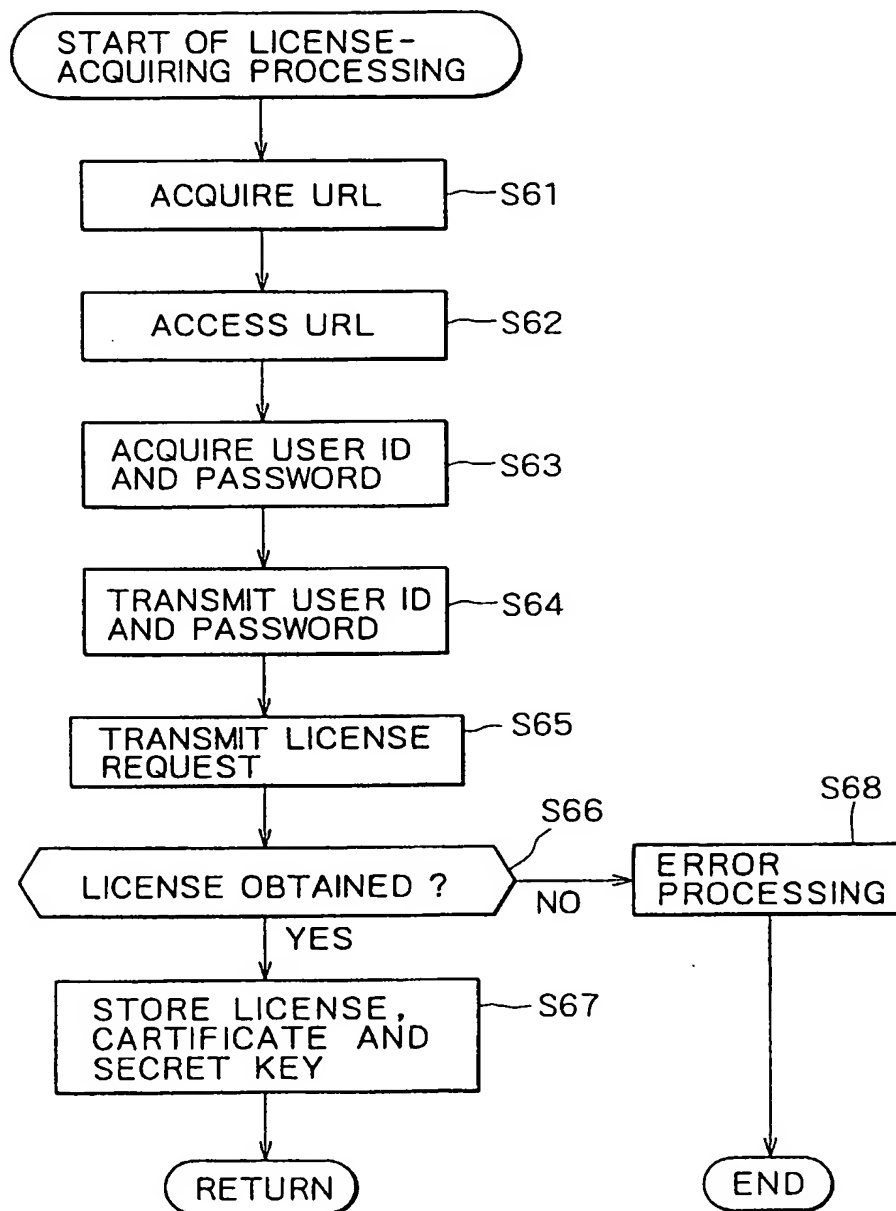 START OF LICENSE-
ACQUIRING PROCESSING
ACQUIRE URL
S61
ACCESS URL
S62
ACQUIRE USER ID
AND PASSWORD
S63
TRANSMIT USER ID
AND PASSWORD
S64
TRANSMIT LICENSE
REQUEST
S65
LICENSE OBTAINED ?
S66
NO
YES
ERROR
PROCESSING
S68
STORE LICENSE,
CARTIFICATE AND
SECRET KEY
S67
RETURN
END